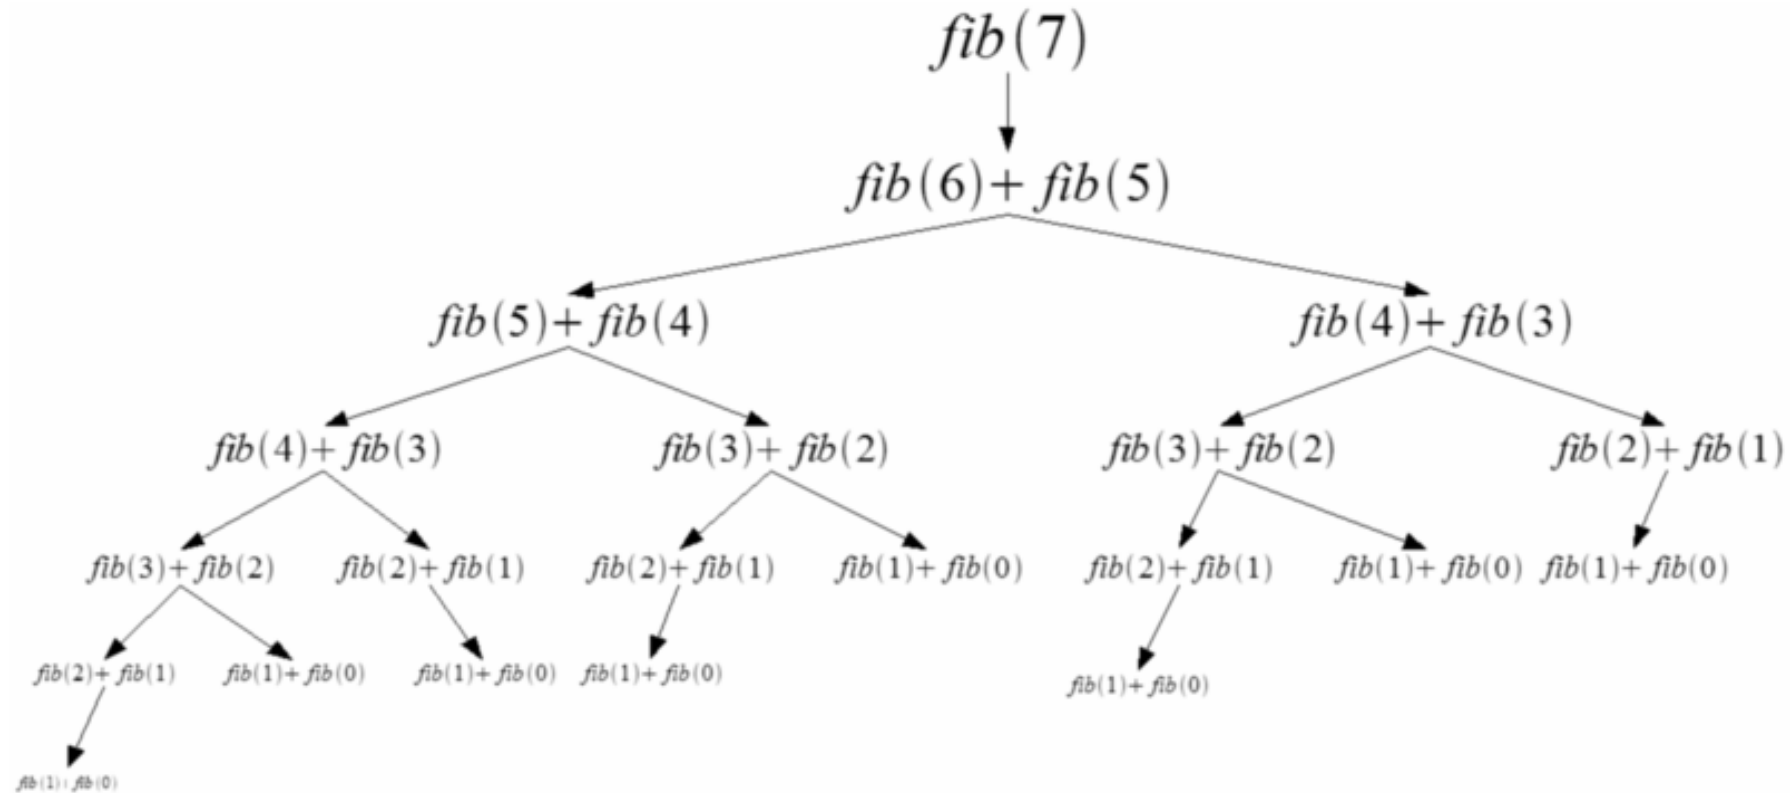 fib(7)
fib(6)+ fib(5)
fib(5)+ fib(4) fib(4)+ fib(3)
fib(4)+ fib(3) fib(3)+ fib(2) fib(3)+ fib(2) fib(2)+ fib(1)
fib(3)+ fib(2) fib(2)+ fib(1) fib(2)+ fib(1) fib(1)+ fib(0) fib(2)+ fib(1) fib(1)+ fib(0) fib(1)+ fib(0)
fib(2)+ fib(1) fib(1)+ fib(0) fib(1)+ fib(0) fib(1)+ fib(0) fib(1)+ fib(0)
fib(1)+ fib(0)